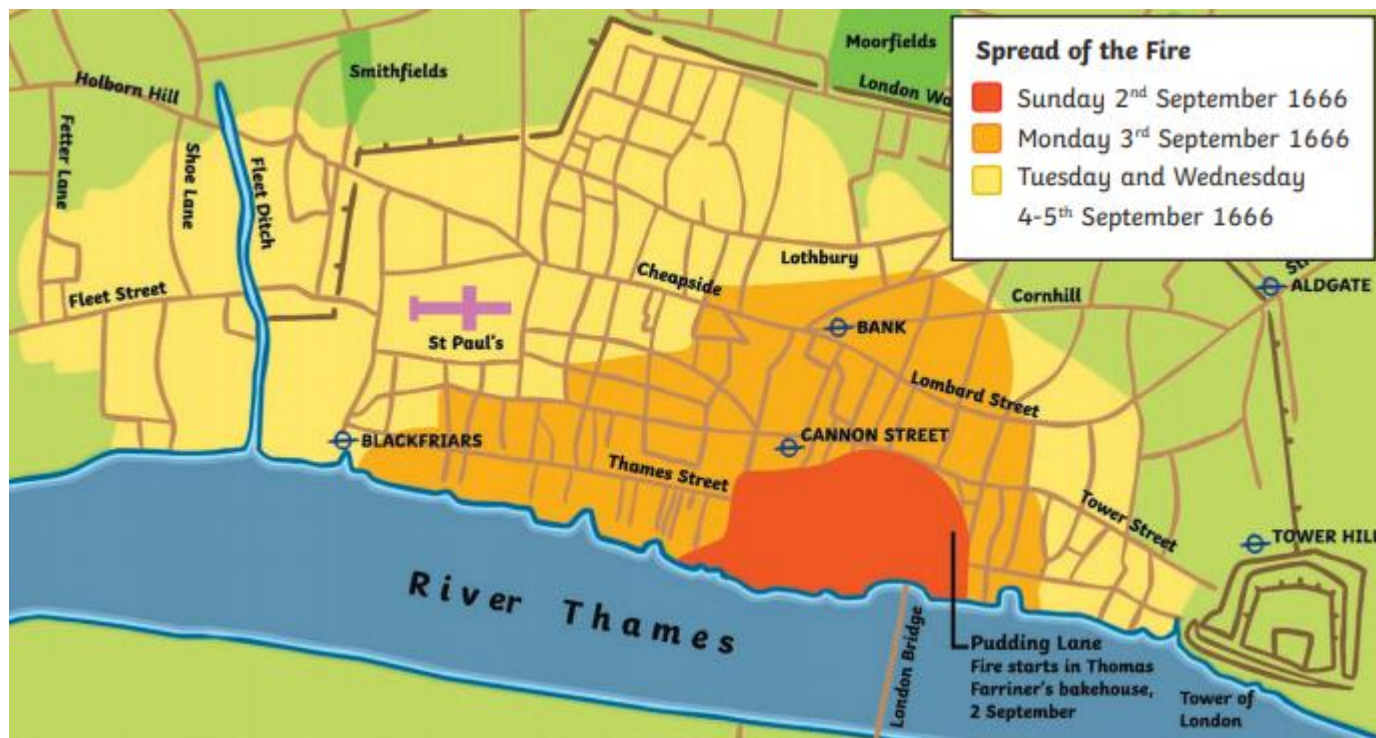 Moorfields
Smithfields
London Wa
Holborn Hill
Fetter Lane
Shoe Lane
Fleet Ditch
Spread of the Fire
Sunday 2nd September 1666
Monday 3rd September 1666
Tuesday and Wednesday
4-5th September 1666
Lothbury
Cheapside
Fleet Street
St Paul's
Cornhill
ALDGATE
BANK
Lombard Street
BLACKFRIARS
CANNON STREET
Thames Street
Tower Street
TOWER HILL
River Thames
London Bridge
Pudding Lane
Fire starts in Thomas
Farriner's bakehouse,
2 September
Tower of
London